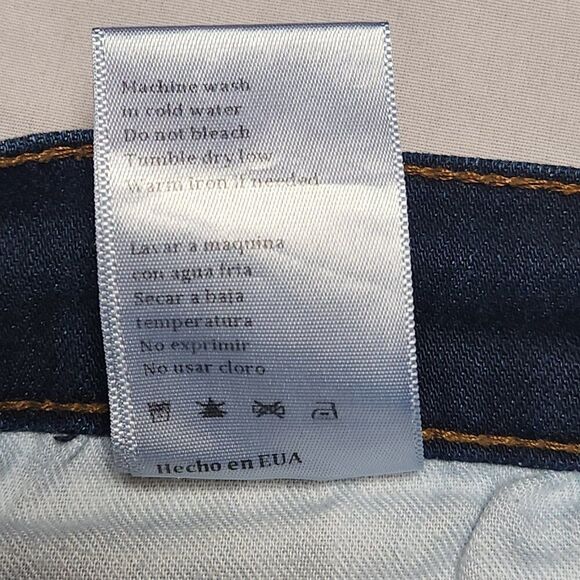 Machine wash
in cold water
Do not bleach
Tumble dry low
Warm iron if needed
Lavar a maquina
con agua fria
Secar a baja
temperatura
No exprimir
No usar cloro
Hecho en EUA